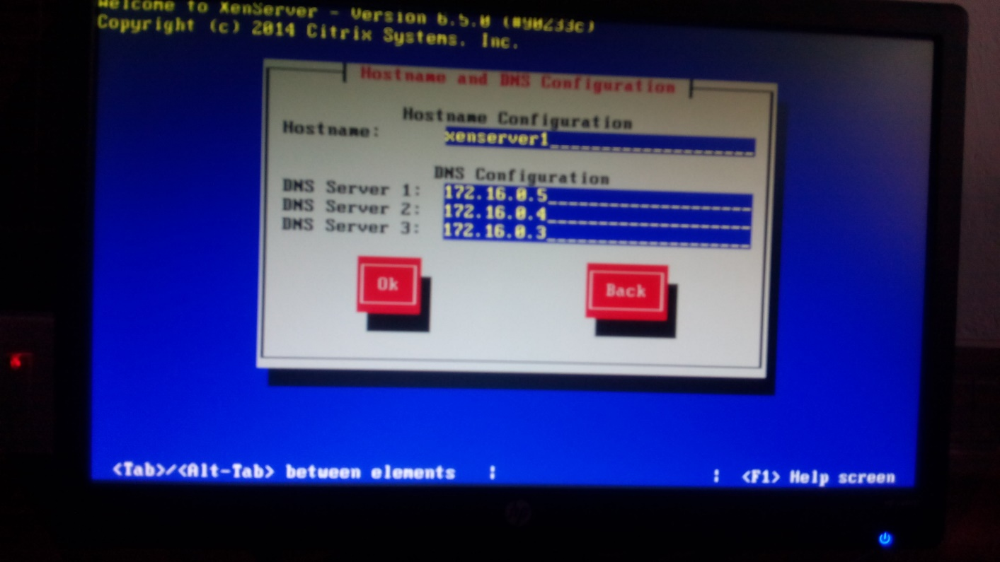 Welcome to XenServer - Version 6.5.0 (#90233c)
Copyright (c) 2014 Citrix Systems. Inc.
Hostname and DNS Configuration
Hostname Configuration
Hostname: xenserver1
DNS Configuration
DNS Server 1: 172.16.0.5
DNS Server 2: 172.16.0.4
DNS Server 3: 172.16.0.3
Ok Back
<Tab>/<Alt-Tab> between elements ¦ ¦ <F1> Help screen
hp